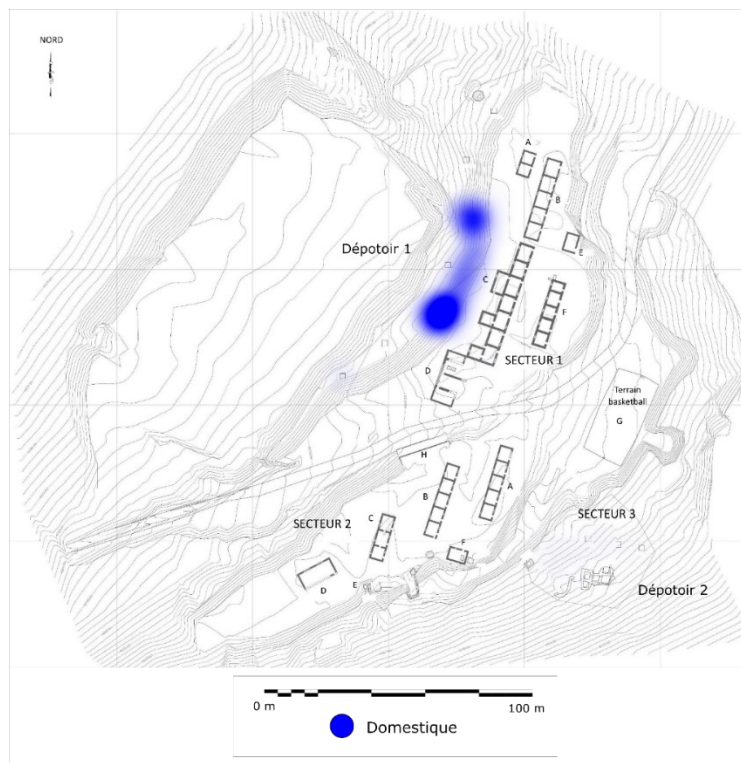 NORD
A
B
Dépotoir 1
E
C
F
SECTEUR 1
D
Terrain
basketball
G
H
A
B
SECTEUR 3
C
SECTEUR 2
F
E
D
Dépotoir 2
0 m
100 m
Domestique